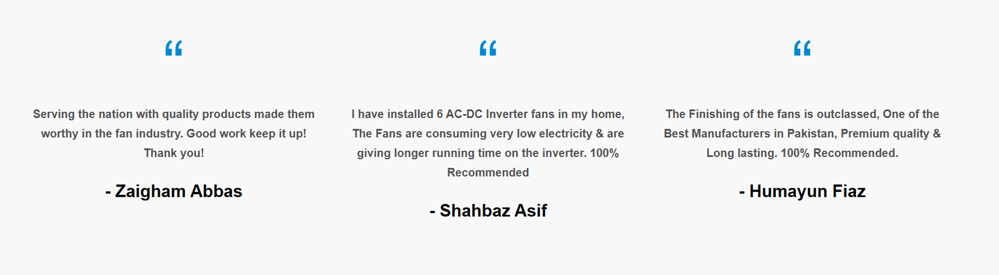 “
Serving the nation with quality products made them
worthy in the fan industry. Good work keep it up!
Thank you!
- Zaigham Abbas
“
I have installed 6 AC-DC Inverter fans in my home,
The Fans are consuming very low electricity & are
giving longer running time on the inverter. 100%
Recommended
- Shahbaz Asif
“
The Finishing of the fans is outclassed, One of the
Best Manufacturers in Pakistan, Premium quality &
Long lasting. 100% Recommended.
- Humayun Fiaz